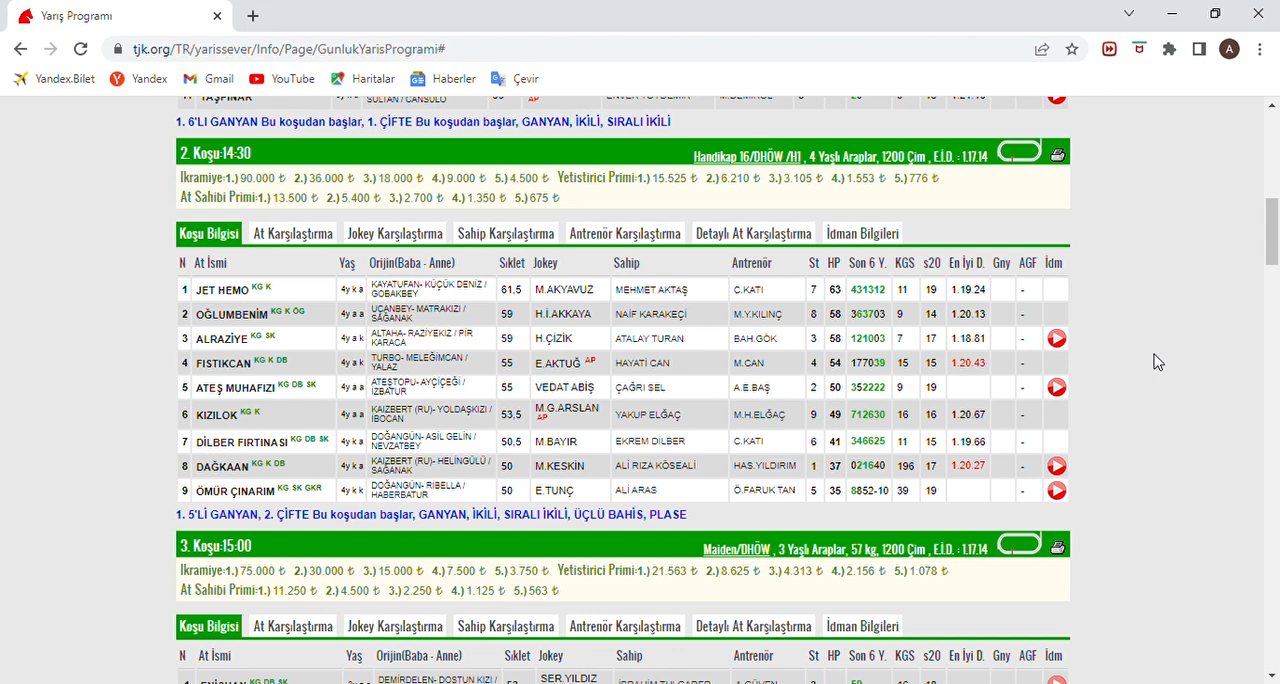 Yarış Programı
tjk.org/TR/yarissever/Info/Page/GunlukYarisProgrami#
A
Yandex.Bilet Yandex Gmail YouTube Haritalar Haberler Çevir
TAŞPINAR SULTAN / CANSULO AP
1. 6'LI GANYAN Bu koşudan başlar, 1. ÇİFTE Bu koşudan başlar, GANYAN, İKİLİ, SIRALI İKİLİ
2. Koşu:14:30 Handikap 16/DHÖW /H1 , 4 Yaşlı Araplar, 1200 Çim , E.İ.D. : 1.17.14
İkramiye:1.) 90.000 ₺ 2.) 36.000 ₺ 3.) 18.000 ₺ 4.) 9.000 ₺ 5.) 4.500 ₺ Yetistirici Primi:1.) 15.525 ₺ 2.) 6.210 ₺ 3.) 3.105 ₺ 4.) 1.553 ₺ 5.) 776 ₺
At Sahibi Primi:1.) 13.500 ₺ 2.) 5.400 ₺ 3.) 2.700 ₺ 4.) 1.350 ₺ 5.) 675 ₺
Koşu Bilgisi At Karşılaştırma Jokey Karşılaştırma Sahip Karşılaştırma Antrenör Karşılaştırma Detaylı At Karşılaştırma İdman Bilgileri
N At İsmi Yaş Orijin(Baba - Anne) Sıklet Jokey Sahip Antrenör St HP Son 6 Y. KGS s20 En İyi D. Gny AGF İdm
1 JET HEMO KG K 4y k a KAYATUFAN- KÜÇÜK DENİZ / GOBAKBEY 61,5 M.AKYAVUZ MEHMET AKTAŞ C.KATI 7 63 431312 11 19 1.19.24 -
2 OĞLUMBENİM KG K ÖG 4y a a UÇANBEY- MATRAKIZI / SAĞANAK 59 H.İ.AKKAYA NAİF KARAKEÇİ M.Y.KILINÇ 8 58 363703 9 14 1.20.13 -
3 ALRAZİYE KG SK 4y a k ALTAHA- RAZİYEKIZ / PİR KARACA 59 H.ÇİZİK ATALAY TURAN BAH.GÖK 3 58 121003 7 17 1.18.81 -
4 FISTIKCAN KG K DB 4y a k TURBO- MELEĞİMCAN / YALAZ 55 E.AKTUĞ AP HAYATİ CAN M.CAN 4 54 177039 15 15 1.20.43 -
5 ATEŞ MUHAFIZI KG DB SK 4y a a ATEŞTOPU- AYÇİÇEĞİ / İZBATUR 55 VEDAT ABİŞ ÇAĞRI SEL A.E.BAŞ 2 50 352222 9 19 -
6 KIZILOK KG K 4y a a KAIZBERT (RU)- YOLDAŞKIZI / İBOCAN 53,5 M.G.ARSLAN AP YAKUP ELĞAÇ M.H.ELĞAÇ 9 49 712630 16 16 1.20.67 -
7 DİLBER FIRTINASI KG DB SK 4y k a DOĞANGÜN- ASİL GELİN / NEVZATBEY 50,5 M.BAYIR EKREM DİLBER C.KATI 6 41 346625 11 15 1.19.66 -
8 DAĞKAAN KG K DB 4y k a KAIZBERT (RU)- HELİNGÜLÜ / SAĞANAK 50 M.KESKİN ALİ RIZA KÖSEALİ HAS.YILDIRIM 1 37 021640 196 17 1.20.27 -
9 ÖMÜR ÇINARIM KG SK GKR 4y k k DOĞANGÜN- RİBELLA / HABERBATUR 50 E.TUNÇ ALİ ARAS Ö.FARUK TAN 5 35 8852-10 39 19 -
1. 5'Lİ GANYAN, 2. ÇİFTE Bu koşudan başlar, GANYAN, İKİLİ, SIRALI İKİLİ, ÜÇLÜ BAHİS, PLASE
3. Koşu:15:00 Maiden/DHÖW , 3 Yaşlı Araplar, 57 kg, 1200 Çim , E.İ.D. : 1.17.14
İkramiye:1.) 75.000 ₺ 2.) 30.000 ₺ 3.) 15.000 ₺ 4.) 7.500 ₺ 5.) 3.750 ₺ Yetistirici Primi:1.) 21.563 ₺ 2.) 8.625 ₺ 3.) 4.313 ₺ 4.) 2.156 ₺ 5.) 1.078 ₺
At Sahibi Primi:1.) 11.250 ₺ 2.) 4.500 ₺ 3.) 2.250 ₺ 4.) 1.125 ₺ 5.) 563 ₺
Koşu Bilgisi At Karşılaştırma Jokey Karşılaştırma Sahip Karşılaştırma Antrenör Karşılaştırma Detaylı At Karşılaştırma İdman Bilgileri
N At İsmi Yaş Orijin(Baba - Anne) Sıklet Jokey Sahip Antrenör St HP Son 6 Y. KGS s20 En İyi D. Gny AGF İdm
KG DB SK DEMİRDELEN- DOSTUN KIZI / SER.YILDIZ